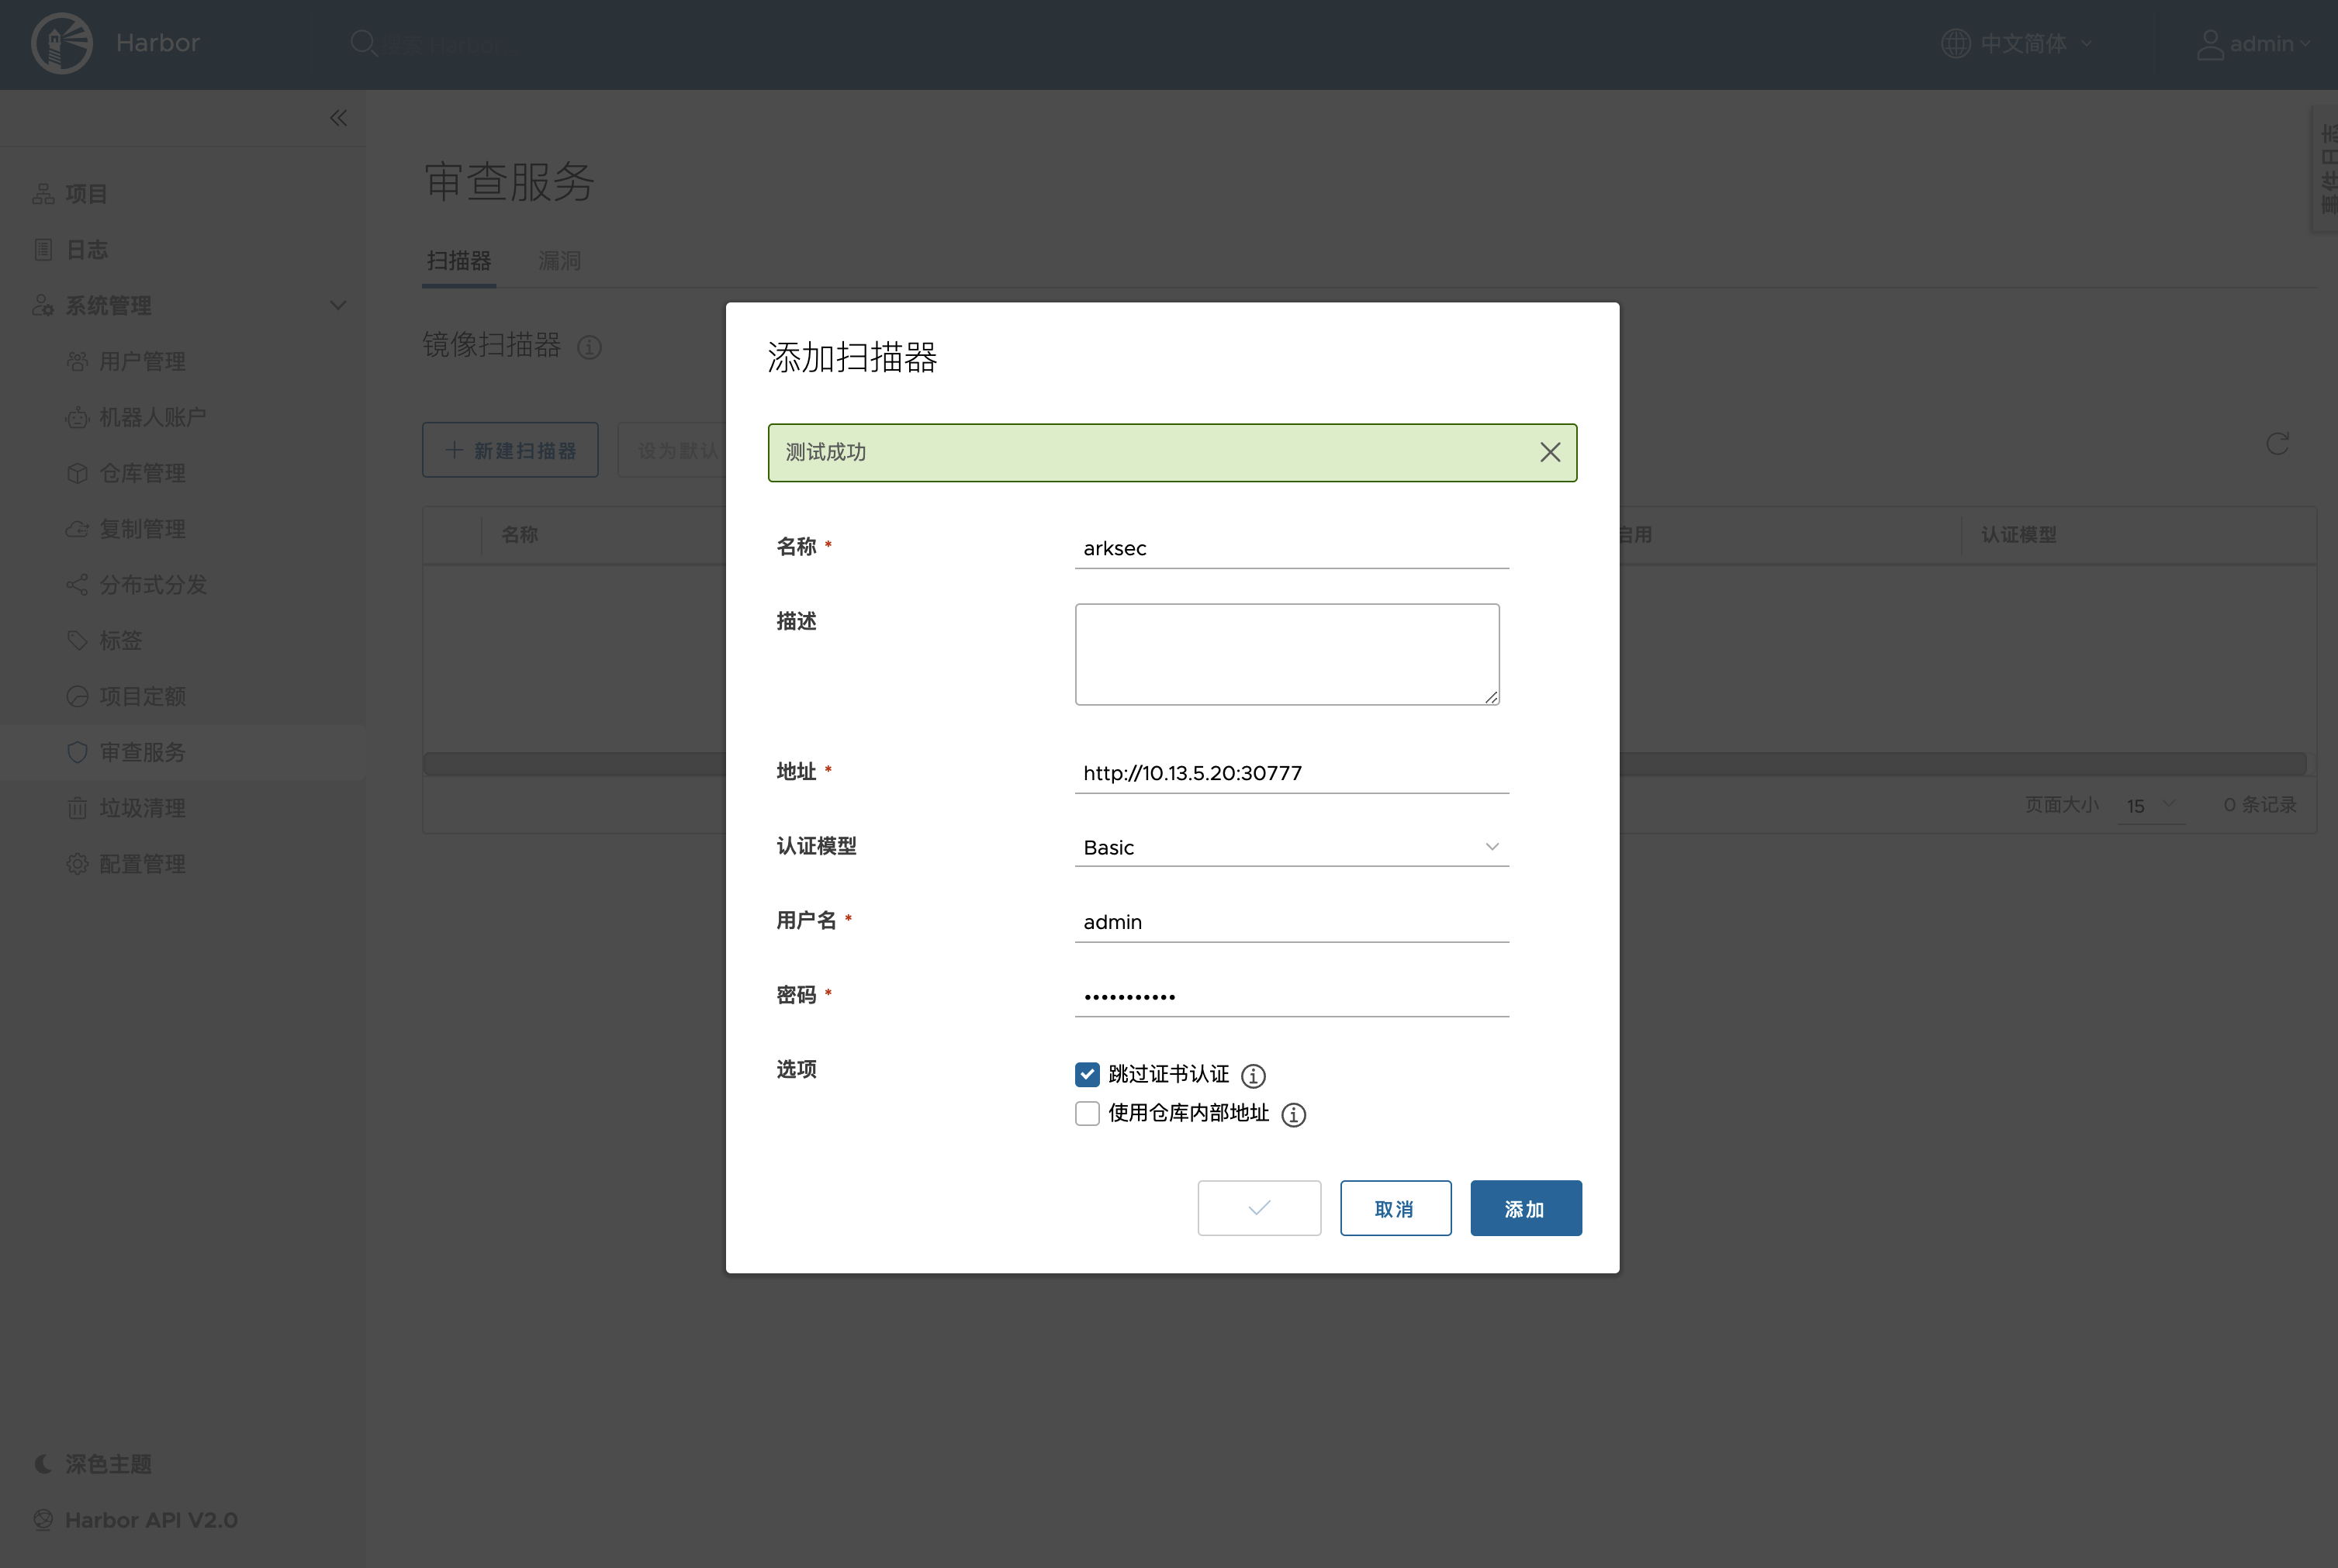 Harbor
搜索 Harbor...
中文简体
admin
事件日志
项目
日志
系统管理
用户管理
机器人账户
仓库管理
复制管理
分布式分发
标签
项目定额
审查服务
垃圾清理
配置管理
深色主题
Harbor API V2.0
审查服务
扫描器
漏洞
镜像扫描器
新建扫描器
设为默认
名称
启用
认证模型
页面大小
15
0 条记录
添加扫描器
测试成功
名称 *
arksec
描述
地址 *
http://10.13.5.20:30777
认证模型
Basic
用户名 *
admin
密码 *
•••••••••••
选项
跳过证书认证
使用仓库内部地址
取消
添加